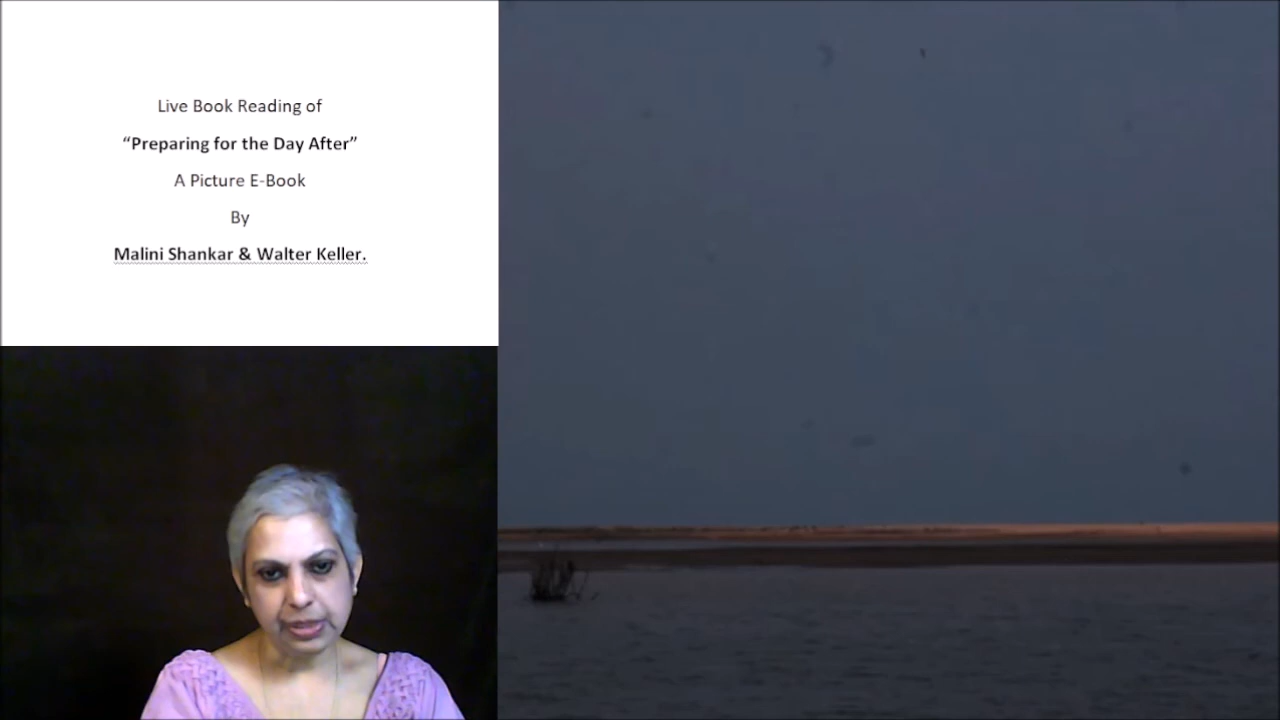 Live Book Reading of
“Preparing for the Day After”
A Picture E-Book
By
Malini Shankar & Walter Keller.